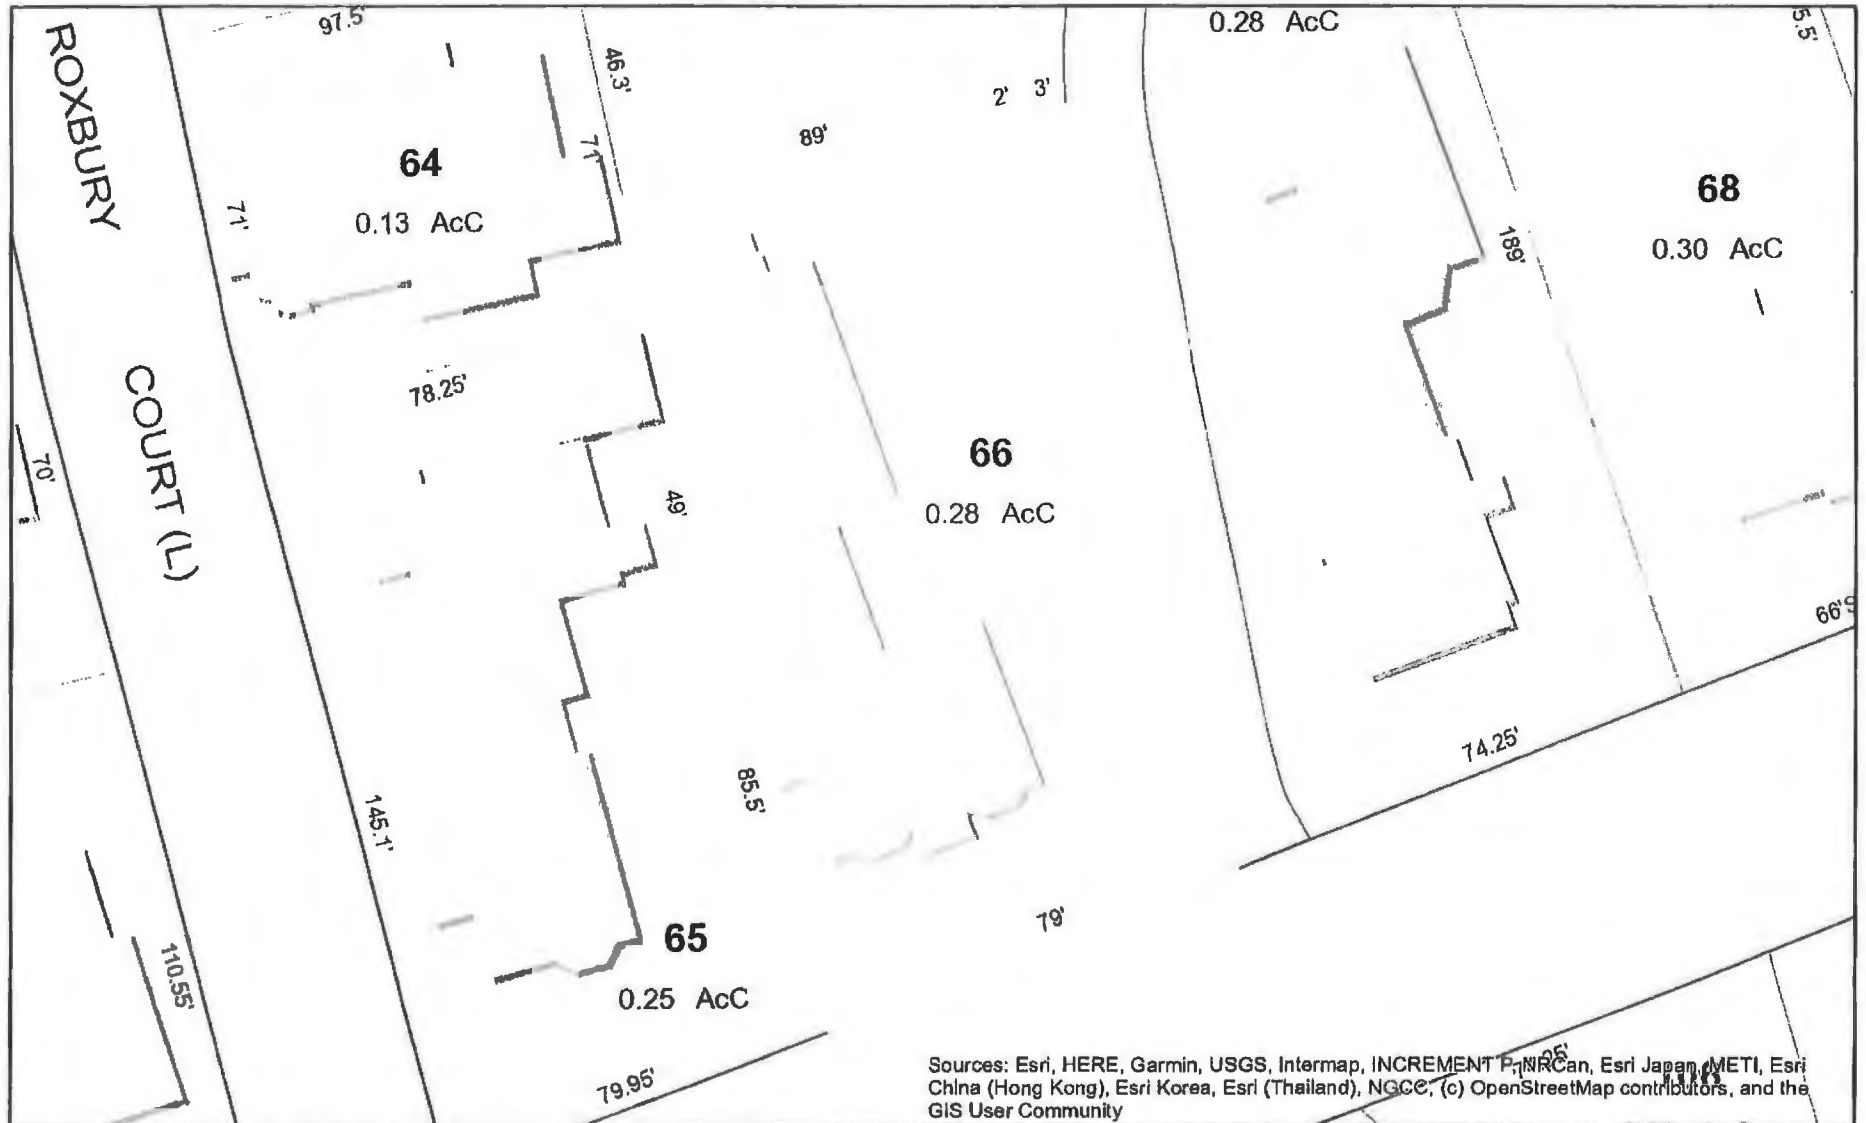 97.5'
0.28 AcC
5.5'
ROXBURY
46.3'
2' 3'
89'
71'
64
68
71'
0.13 AcC
189'
0.30 AcC
78.25'
COURT (L)
66
70'
49'
0.28 AcC
66'S
74.25'
85.5'
145.1'
79'
65
110.55'
0.25 AcC
79.95'
Sources: Esri, HERE, Garmin, USGS, Intermap, INCREMENT P, NRCan, Esri Japan, METI, Esri
China (Hong Kong), Esri Korea, Esri (Thailand), NGCC, (c) OpenStreetMap contributors, and the
GIS User Community